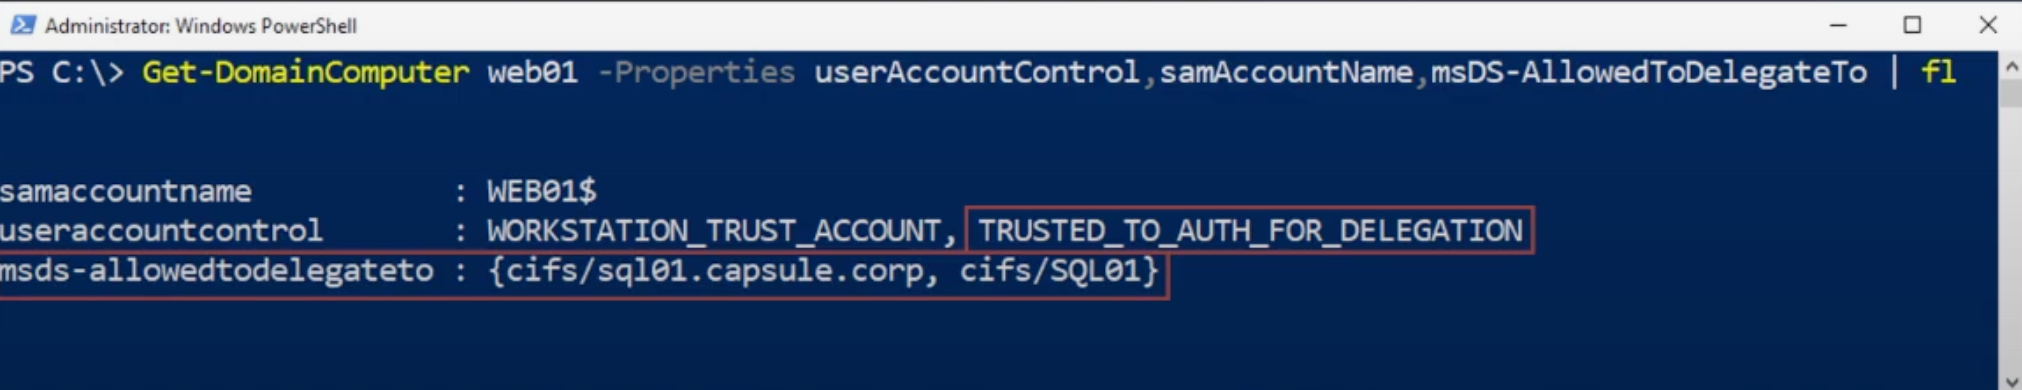 Administrator: Windows PowerShell
PS C:\> Get-DomainComputer web01 -Properties userAccountControl,samAccountName,msDS-AllowedToDelegateTo | fl
samaccountname : WEB01$
useraccountcontrol : WORKSTATION_TRUST_ACCOUNT, TRUSTED_TO_AUTH_FOR_DELEGATION
msds-allowedtodelegateto : {cifs/sql01.capsule.corp, cifs/SQL01}